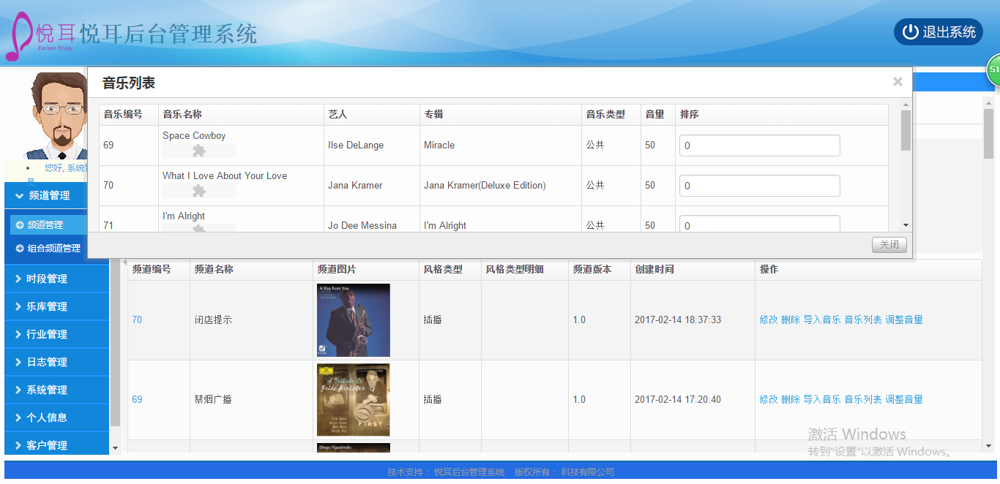 悦耳 悦耳后台管理系统
Eareon Enjoy
退出系统
51
音乐列表 ×
音乐编号 音乐名称 艺人 专辑 音乐类型 音量 排序
69 Space Cowboy Ilse DeLange Miracle 公共 50 0
70 What I Love About Your Love Jana Kramer Jana Kramer(Deluxe Edition) 公共 50 0
71 I'm Alright Jo Dee Messina I'm Alright 公共 50 0
关闭
您好, 系统管
员
频道管理
频道管理
组合频道管理
时段管理
乐库管理
行业管理
日志管理
系统管理
个人信息
客户管理
频道编号 频道名称 频道图片 风格类型 风格类型明细 频道版本 创建时间 操作
A Kiss from You
70 闭店提示 插播 1.0 2017-02-14 18:37:33 修改 删除 导入音乐 音乐列表 调整音量
A Tribute to
Fritz Kreisler
69 禁烟广播 插播 1.0 2017-02-14 17:20:40 修改 删除 导入音乐 音乐列表 调整音量
FIRST
Diego Figueiredo
激活 Windows
转到“设置”以激活 Windows。
技术支持： 悦耳后台管理系统 版权所有： 科技有限公司